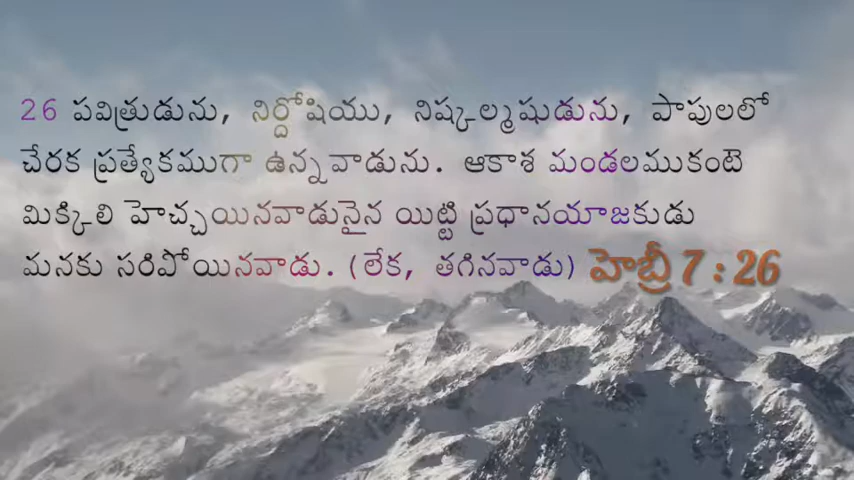 26 పవిత్రుడును, నిర్దోషియు, నిష్కల్మషుడును, పాపులలో
చేరక ప్రత్యేకముగా ఉన్నవాడును. ఆకాశ మండలముకంటె
మిక్కిలి హెచ్చయినవాడునైన యిట్టి ప్రధానయాజకుడు
మనకు సరిపోయినవాడు.(లేక, తగినవాడు) హెబ్రీ 7:26